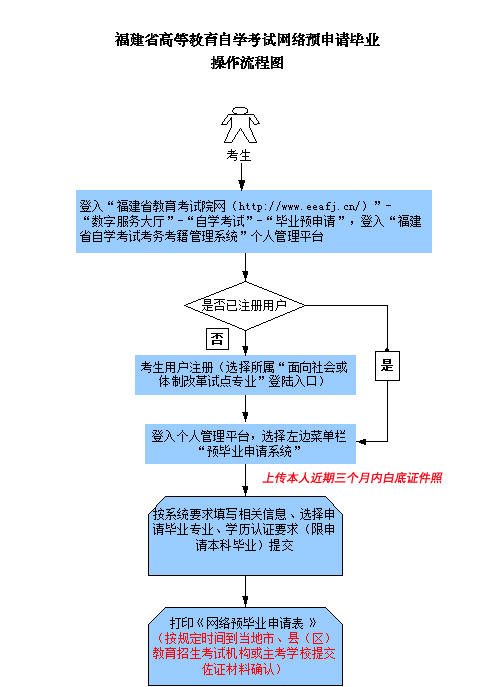 福建省高等教育自学考试网络预申请毕业
操作流程图
考生
登入“福建省教育考试院网（http://www.eeafj.cn/）”-
“数字服务大厅”-“自学考试”-“毕业预申请”，登入“福建
省自学考试考务考籍管理系统”个人管理平台
是否已注册用户
否
是
考生用户注册（选择所属“面向社会或
体制改革试点专业”登陆入口）
登入个人管理平台，选择左边菜单栏
“预毕业申请系统”
上传本人近期三个月内白底证件照
按系统要求填写相关信息、选择申
请毕业专业、学历认证要求（限申
请本科毕业）提交
打印《网络预毕业申请表 》
（按规定时间到当地市、县（区）
教育招生考试机构或主考学校提交
佐证材料确认）